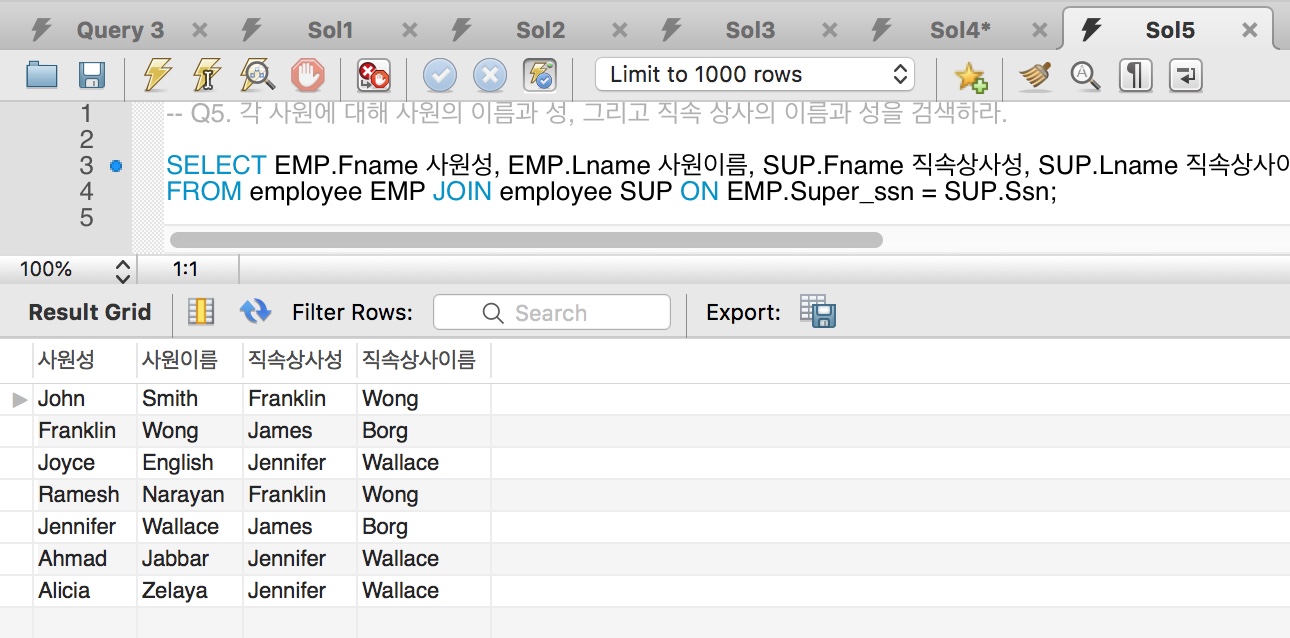 Query 3 Sol1 Sol2 Sol3 Sol4* Sol5
Limit to 1000 rows
1 -- Q5. 각 사원에 대해 사원의 이름과 성, 그리고 직속 상사의 이름과 성을 검색하라.
2
3 SELECT EMP.Fname 사원성, EMP.Lname 사원이름, SUP.Fname 직속상사성, SUP.Lname 직속상사이
4 FROM employee EMP JOIN employee SUP ON EMP.Super_ssn = SUP.Ssn;
5
100% 1:1
Result Grid Filter Rows: Search Export:
사원성 사원이름 직속상사성 직속상사이름
John Smith Franklin Wong
Franklin Wong James Borg
Joyce English Jennifer Wallace
Ramesh Narayan Franklin Wong
Jennifer Wallace James Borg
Ahmad Jabbar Jennifer Wallace
Alicia Zelaya Jennifer Wallace